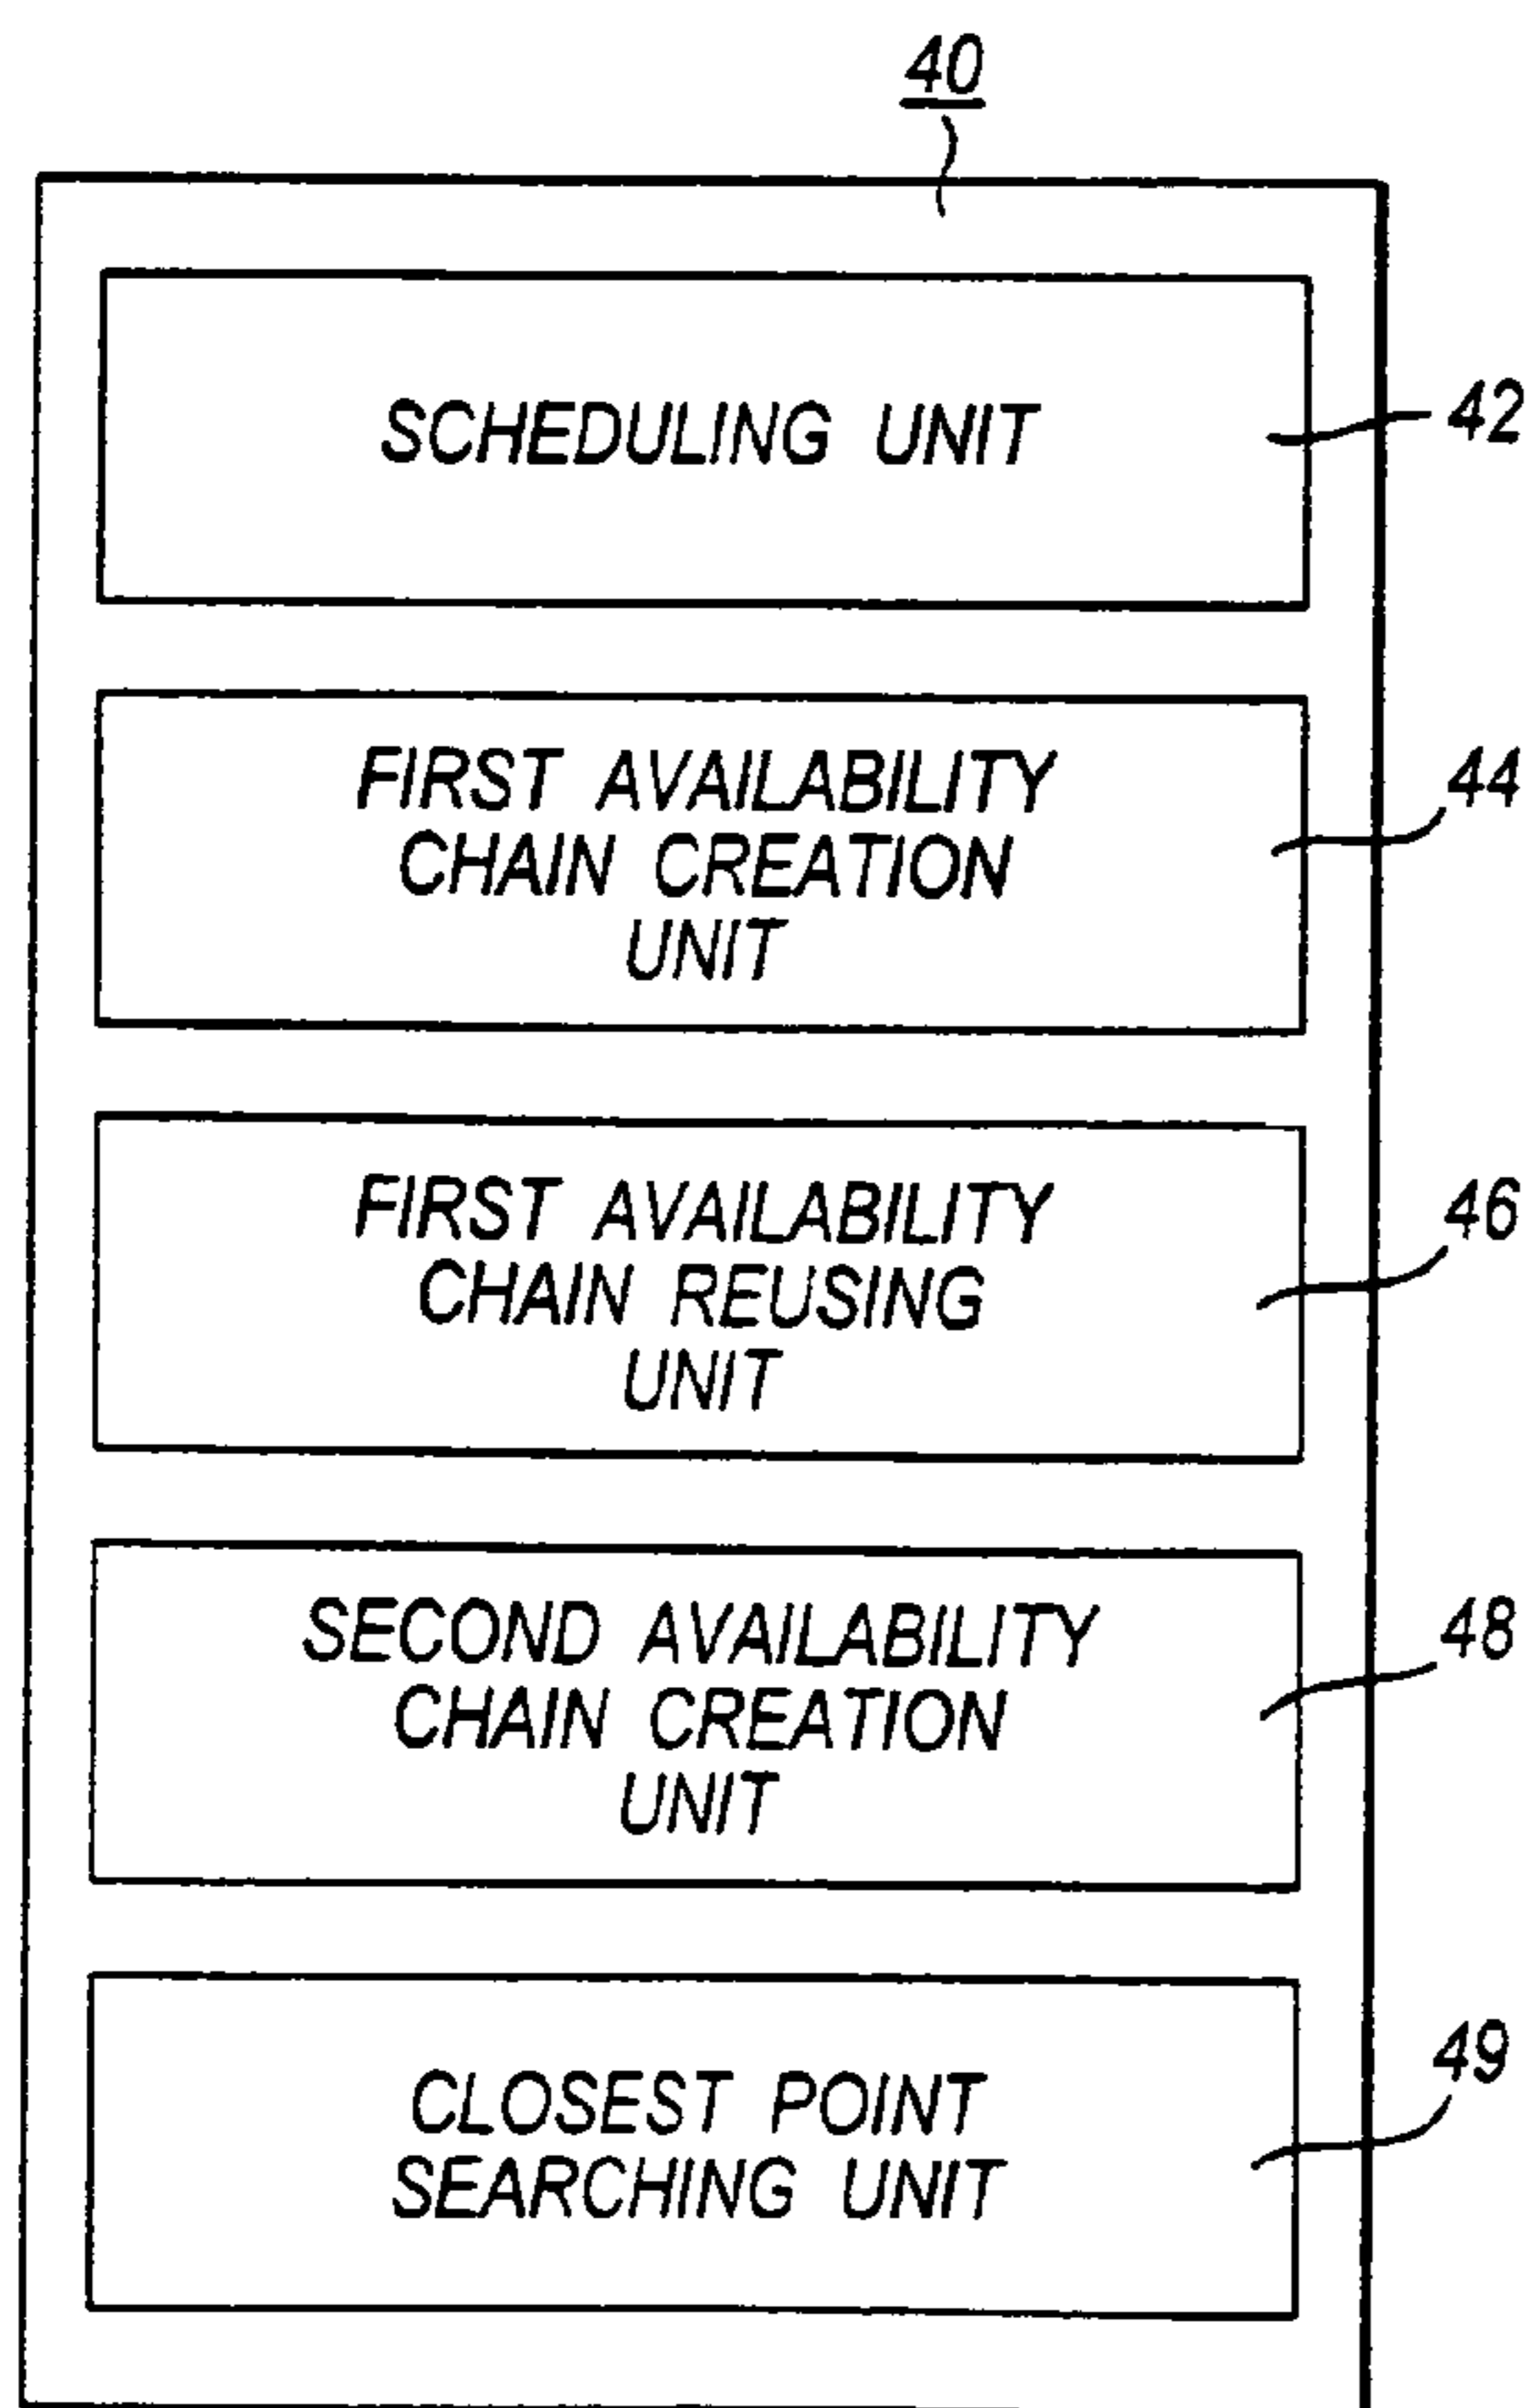 40
SCHEDULING UNIT
42
FIRST AVAILABILITY
CHAIN CREATION
UNIT
44
FIRST AVAILABILITY
CHAIN REUSING
UNIT
46
SECOND AVAILABILITY
CHAIN CREATION
UNIT
48
CLOSEST POINT
SEARCHING UNIT
49